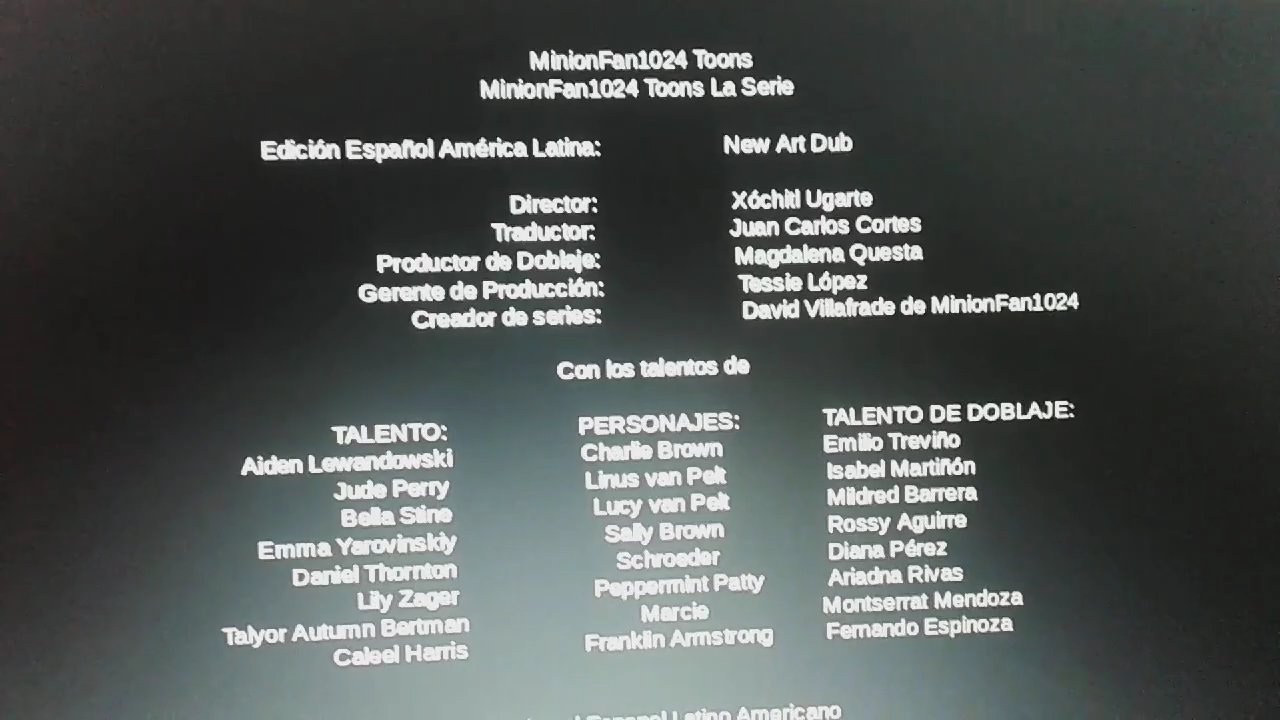 MinionFan1024 Toons
MinionFan1024 Toons La Serie
Edición Español América Latina: New Art Dub
Director: Xóchitl Ugarte
Traductor: Juan Carlos Cortes
Productor de Doblaje: Magdalena Questa
Gerente de Producción: Tessie López
Creador de series: David Villafrade de MinionFan1024
Con los talentos de
TALENTO: PERSONAJES: TALENTO DE DOBLAJE:
Aiden Lewandowski Charlie Brown Emilio Treviño
Jude Perry Linus van Pelt Isabel Martiñón
Bella Stine Lucy van Pelt Mildred Barrera
Emma Yarovinskiy Sally Brown Rossy Aguirre
Daniel Thornton Schroeder Diana Pérez
Lily Zager Peppermint Patty Ariadna Rivas
Talyor Autumn Bertman Marcie Montserrat Mendoza
Caleel Harris Franklin Armstrong Fernando Espinoza
Espanol Latino Americano